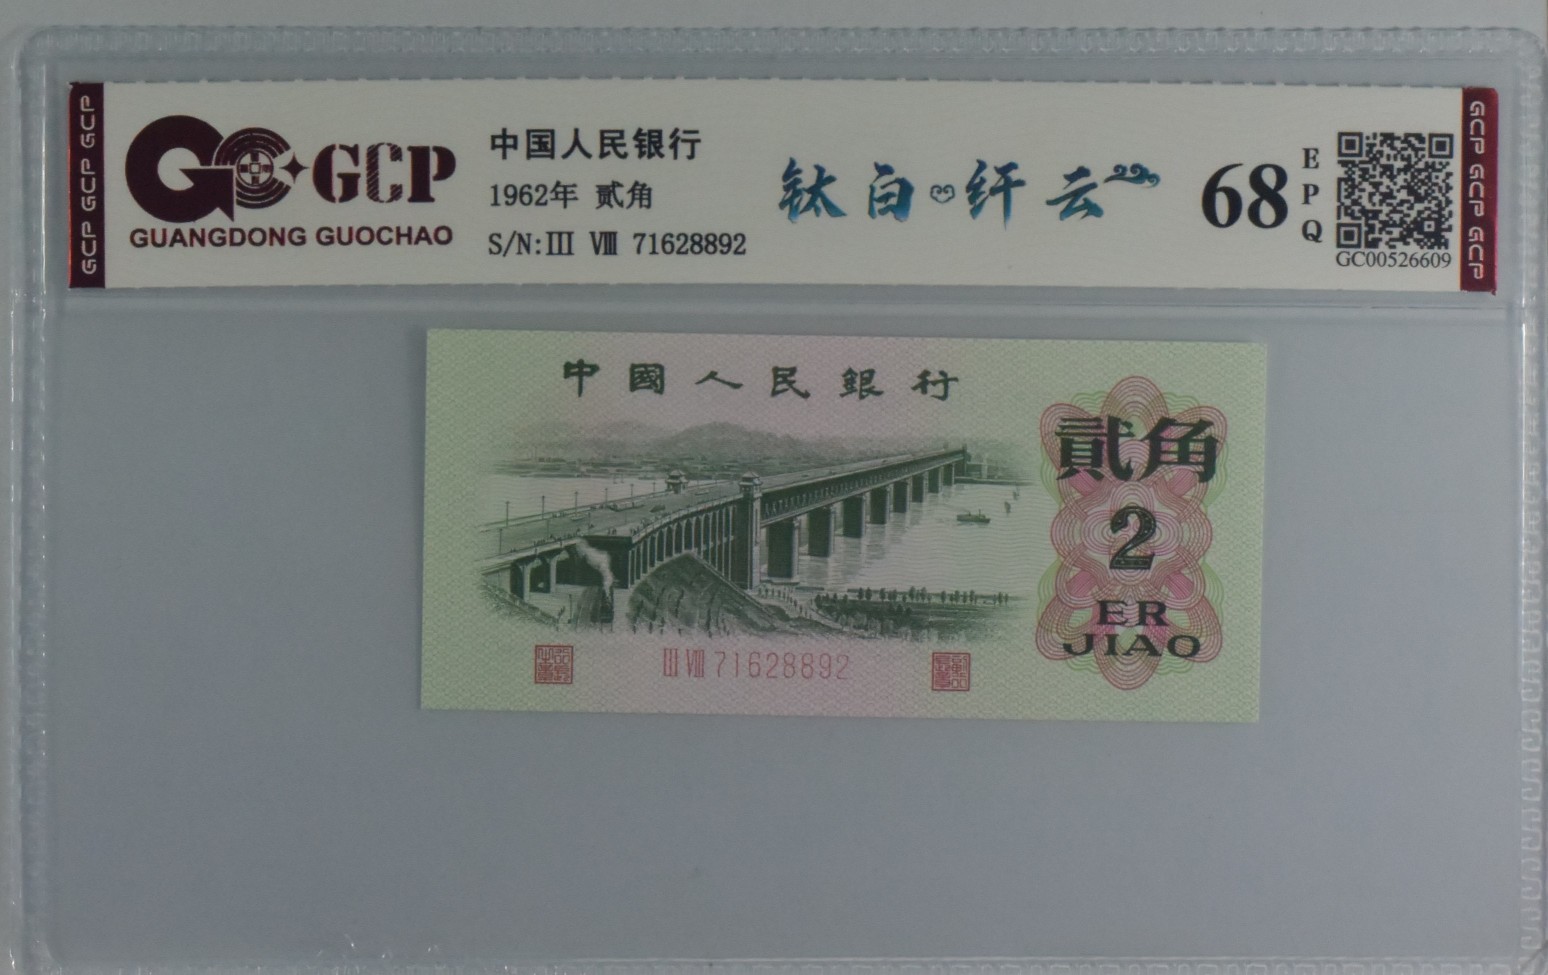 GCP GCP GCP
GCP
GUANGDONG GUOCHAO
中国人民银行
1962年 贰角
S/N:III VIII 71628892
钛白 纤云
68
EPQ
GC00526609
GCP GCP GCP
中國人民銀行
貳角
2
ER
JIAO
III VIII 71628892